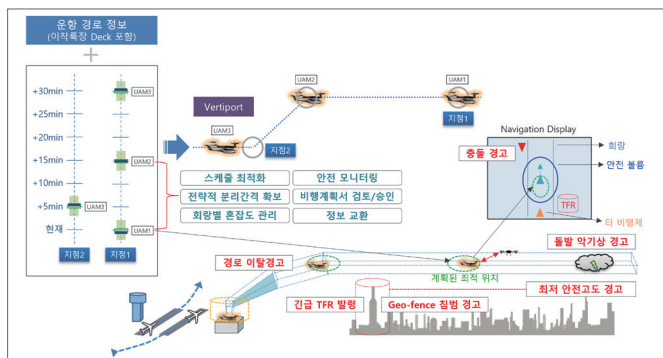 운항 경로 정보
(이착륙장 Deck 포함)
+30min
+25min
+20min
+15min
+10min
+5min
현재
UAM3
UAM2
UAM3
UAM1
지점2
지점1
UAM2
UAM1
Vertiport
UAM3
지점2
지점1
스케줄 최적화
안전 모니터링
전략적 분리간격 확보
비행계획서 검토/승인
회랑별 혼잡도 관리
정보 교환
Navigation Display
충돌 경고
회랑
안전 볼륨
TFR
타 비행체
돌발 악기상 경고
경로 이탈경고
계획된 최적 위치
최저 안전고도 경고
긴급 TFR 발령
Geo-fence 침범 경고